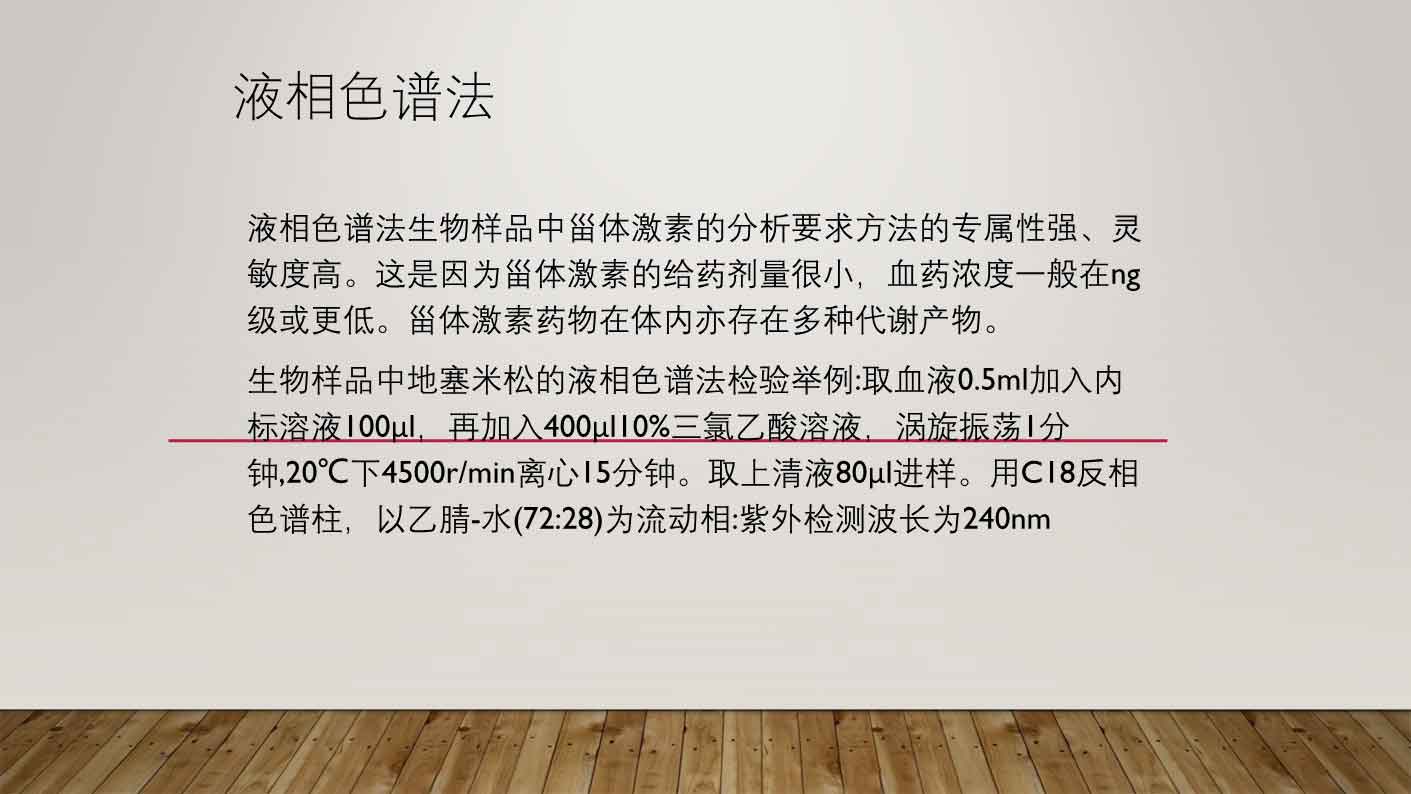 液相色谱法
液相色谱法生物样品中甾体激素的分析要求方法的专属性强、灵
敏度高。这是因为甾体激素的给药剂量很小，血药浓度一般在ng
级或更低。甾体激素药物在体内亦存在多种代谢产物。
生物样品中地塞米松的液相色谱法检验举例:取血液0.5ml加入内
标溶液100μl，再加入400μl10%三氯乙酸溶液，涡旋振荡1分
钟,20℃下4500r/min离心15分钟。取上清液80μl进样。用C18反相
色谱柱，以乙腈-水(72:28)为流动相:紫外检测波长为240nm